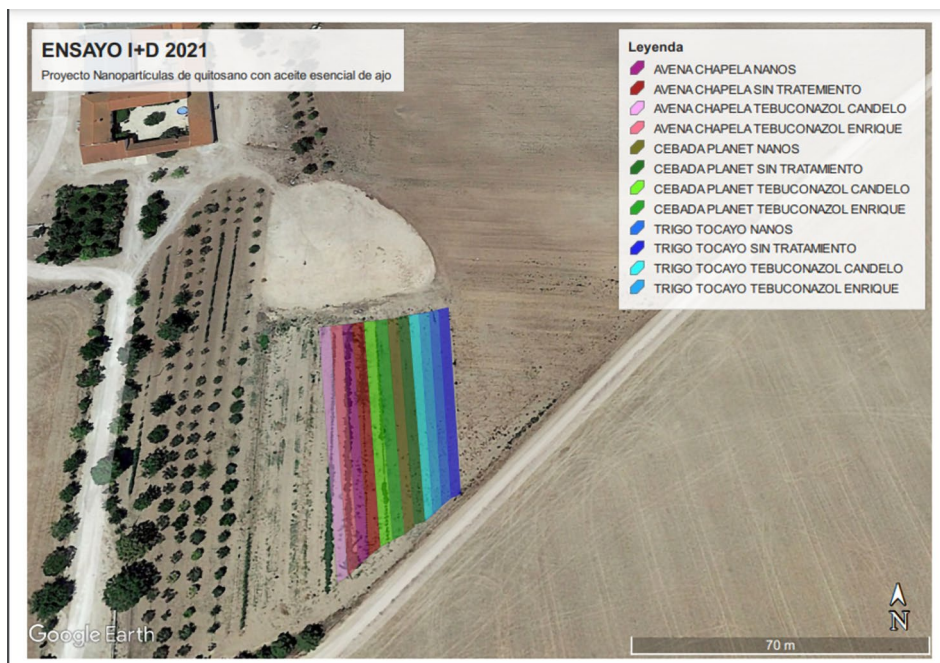 ENSAYO I+D 2021
Proyecto Nanopartículas de quitosano con aceite esencial de ajo
Leyenda
AVENA CHAPELA NANOS
AVENA CHAPELA SIN TRATEMIENTO
AVENA CHAPELA TEBUCONAZOL CANDELO
AVENA CHAPELA TEBUCONAZOL ENRIQUE
CEBADA PLANET NANOS
CEBADA PLANET SIN TRATAMIENTO
CEBADA PLANET TEBUCONAZOL CANDELO
CEBADA PLANET TEBUCONAZOL ENRIQUE
TRIGO TOCAYO NANOS
TRIGO TOCAYO SIN TRATAMIENTO
TRIGO TOCAYO TEBUCONAZOL CANDELO
TRIGO TOCAYO TEBUCONAZOL ENRIQUE
Google Earth
N
70 m